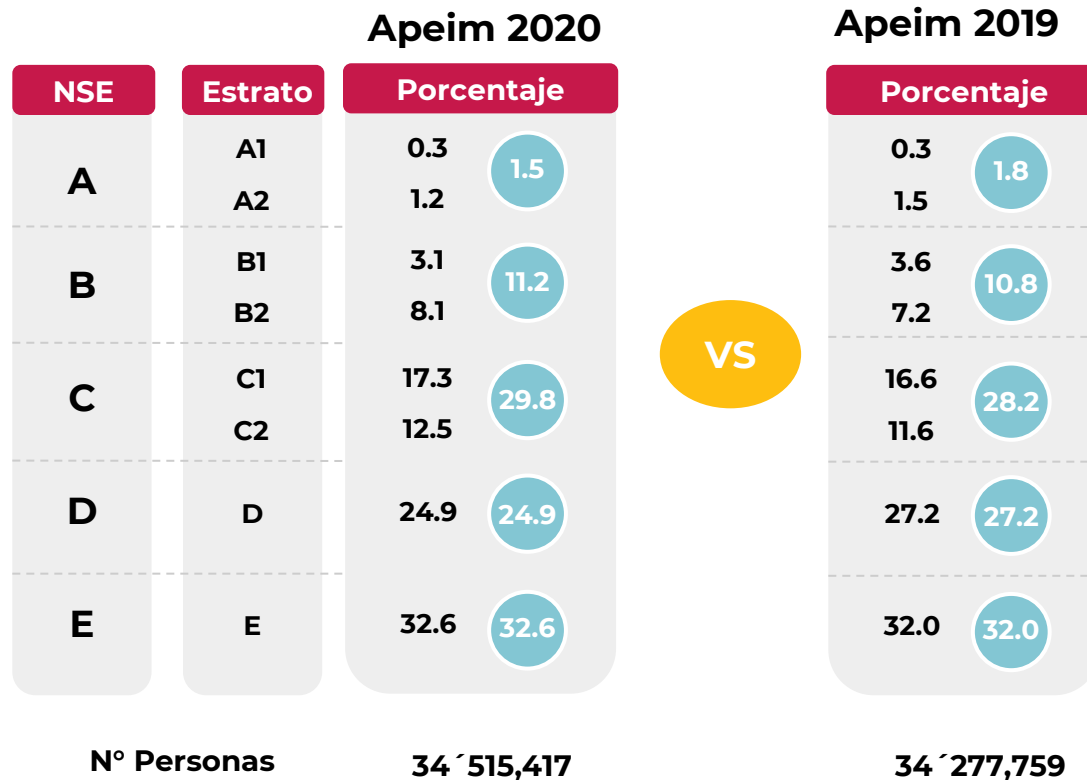 Apeim 2020 Apeim 2019
NSE Estrato Porcentaje Porcentaje
A1 0.3 0.3
A 1.5 1.8
A2 1.2 1.5
B1 3.1 3.6
B 11.2 10.8
B2 8.1 7.2
VS
C1 17.3 16.6
C 29.8 28.2
C2 12.5 11.6
D D 24.9 24.9 27.2 27.2
E E 32.6 32.6 32.0 32.0
N° Personas 34´515,417 34´277,759